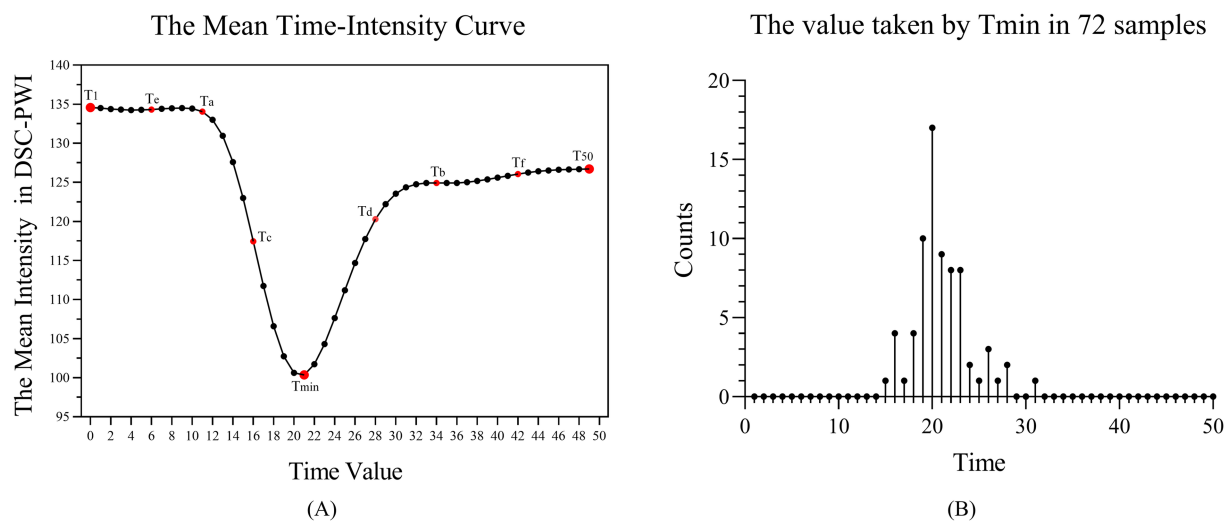 The Mean Time-Intensity Curve
The Mean Intensity in DSC-PWI
140
135
130
125
120
115
110
105
100
95
T1
Te
Ta
Tc
Tmin
Td
Tb
Tf
T50
0 2 4 6 8 10 12 14 16 18 20 22 24 26 28 30 32 34 36 38 40 42 44 46 48 50
Time Value
(A)
The value taken by Tmin in 72 samples
Counts
20
15
10
5
0
0 10 20 30 40 50
Time
(B)